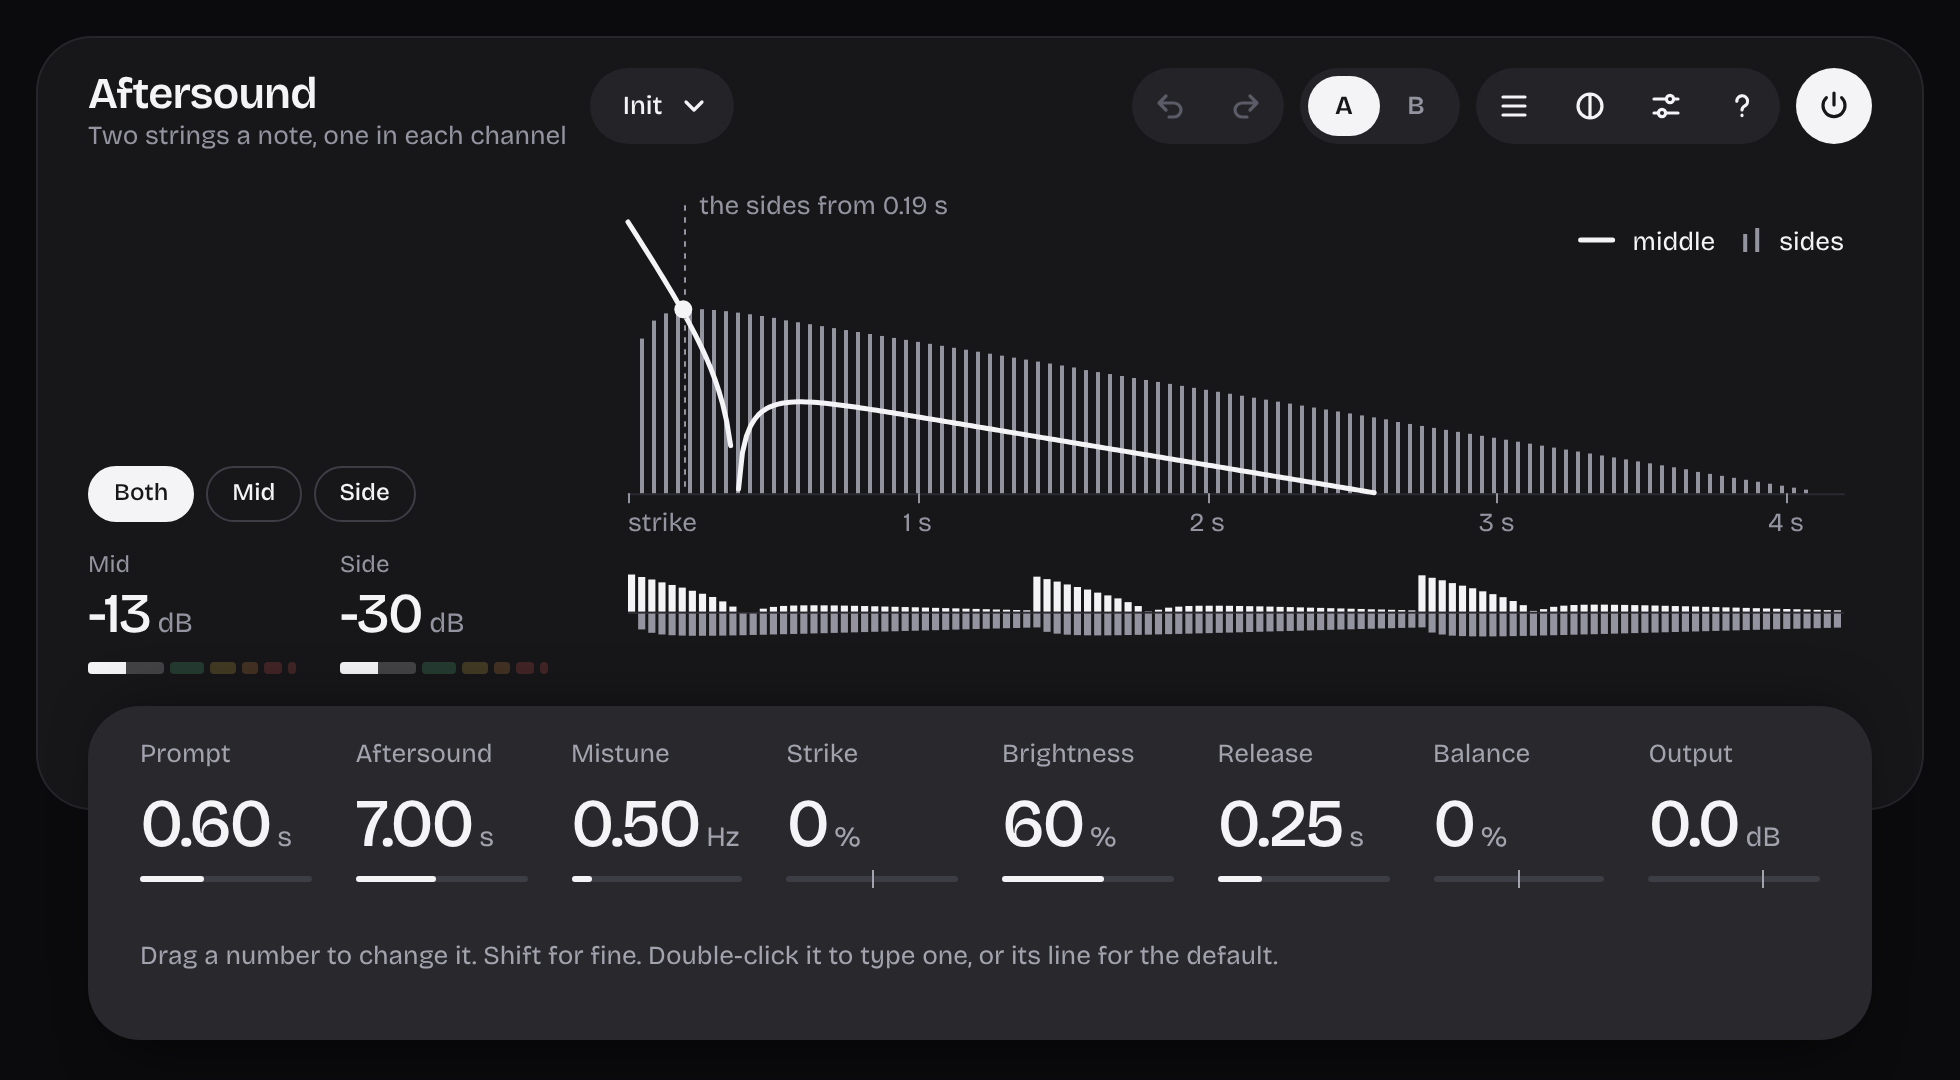 Aftersound
Two strings a note, one in each channel
Init
A
B
?
the sides from 0.19 s
middle
sides
Both
Mid
Side
strike
1 s
2 s
3 s
4 s
Mid
Side
-13 dB
-30 dB
Prompt
Aftersound
Mistune
Strike
Brightness
Release
Balance
Output
0.60 s
7.00 s
0.50 Hz
0 %
60 %
0.25 s
0 %
0.0 dB
Drag a number to change it. Shift for fine. Double-click it to type one, or its line for the default.